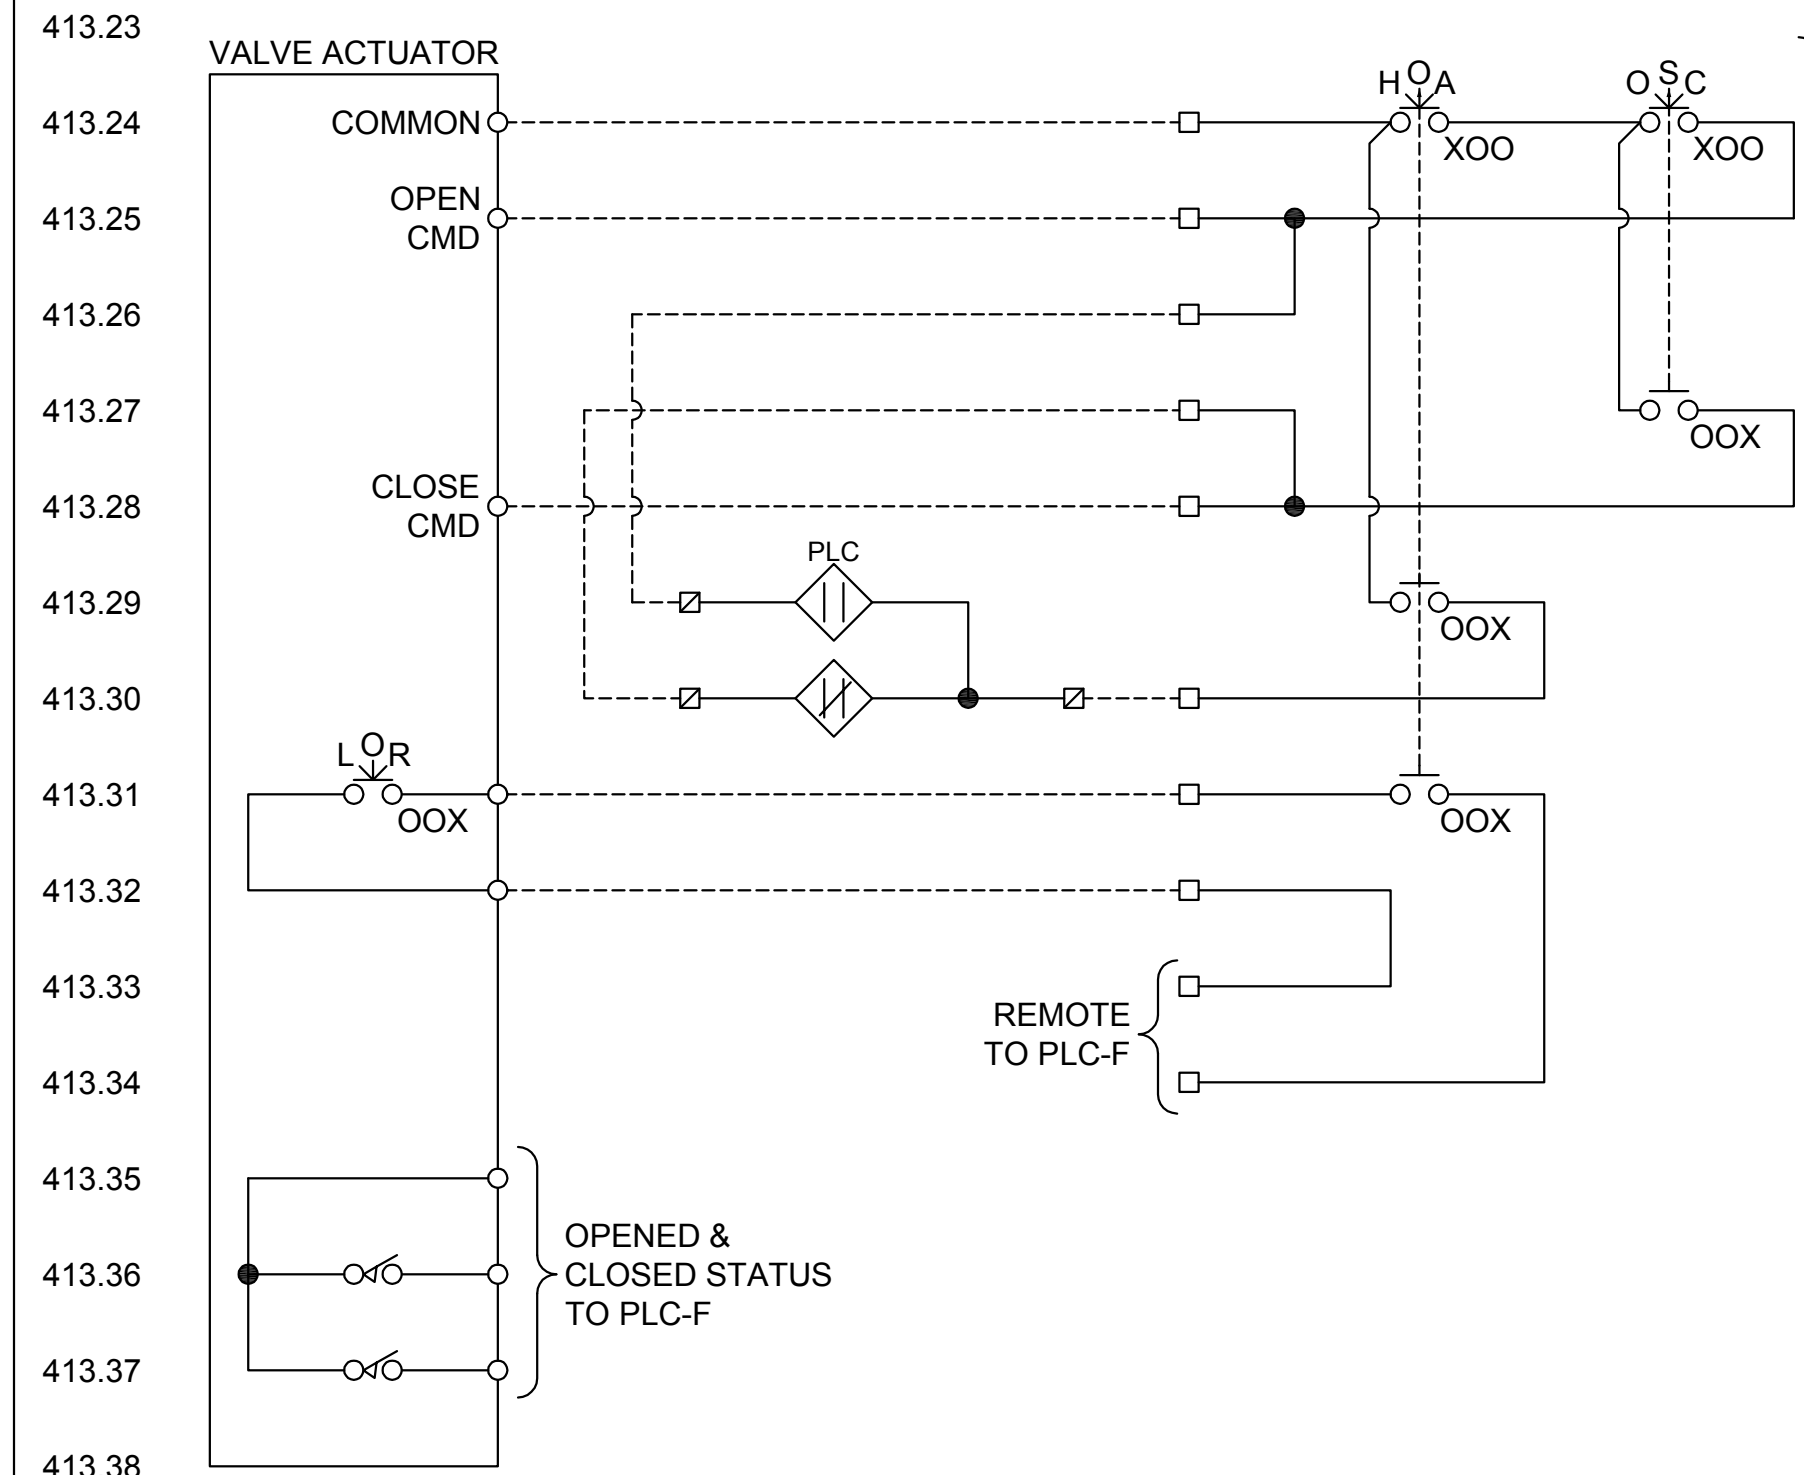 413.23
VALVE ACTUATOR
H O A
O S C
413.24
COMMON
XOO
XOO
413.25
OPEN
CMD
413.26
413.27
OOX
413.28
CLOSE
CMD
PLC
413.29
OOX
413.30
L O R
413.31
OOX
OOX
413.32
413.33
REMOTE
TO PLC-F
413.34
413.35
OPENED &
413.36
CLOSED STATUS
TO PLC-F
413.37
413.38